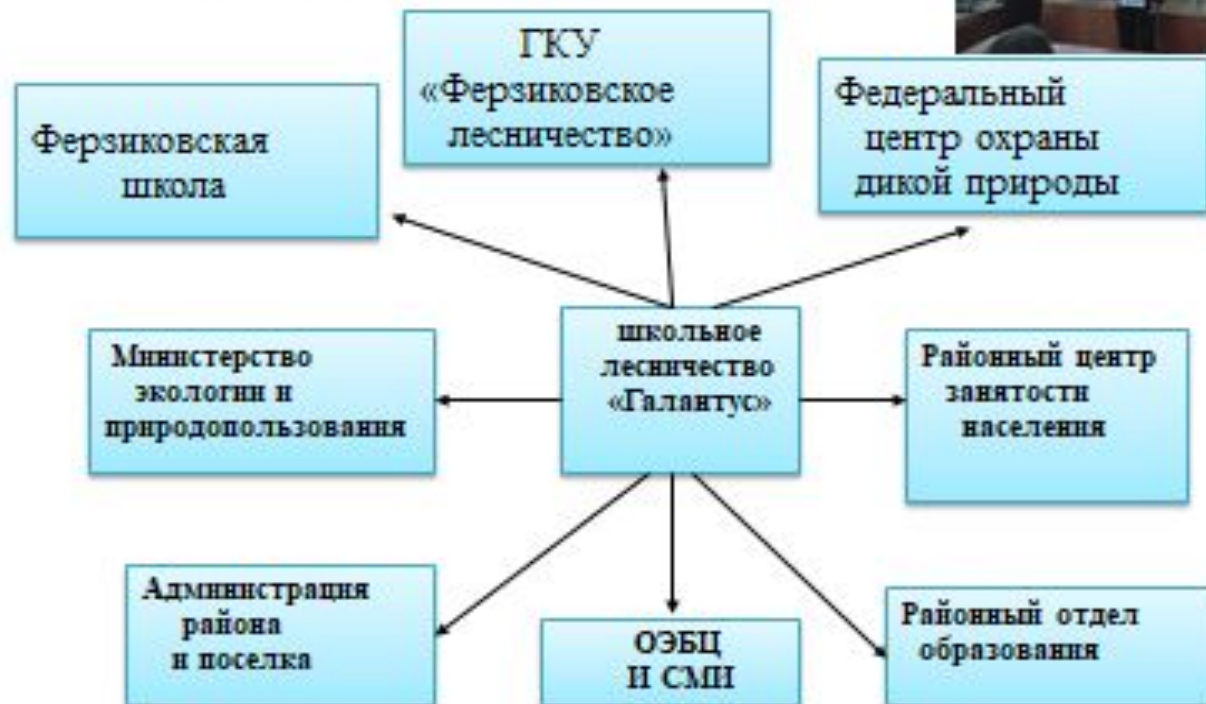 ГКУ
«Ферзиковское
лесничество»
Ферзиковская
школа
Федеральный
центр охраны
дикой природы
школьное
лесничество
«Галантус»
Министерство
экологии и
природопользования
Районный центр
занятости
населения
Администрация
района
и поселка
ОЭБЦ
И СМИ
Районный отдел
образования